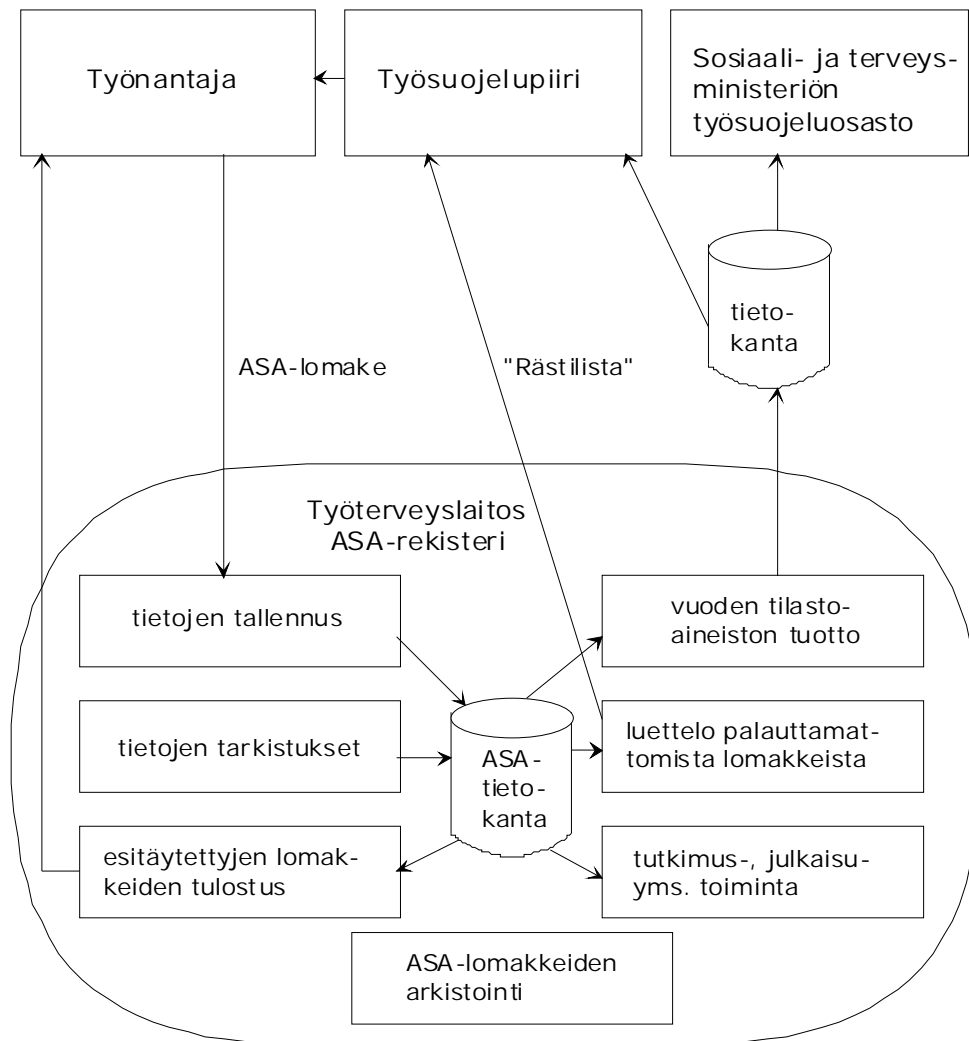 Työnantaja
Työsuojelupiiri
Sosiaali- ja terveys-
ministeriön
työsuojeluosasto
tieto-
kanta
ASA-lomake
"Rästilista"
Työterveyslaitos
ASA-rekisteri
tietojen tallennus
vuoden tilasto-
aineiston tuotto
tietojen tarkistukset
ASA-
tieto-
kanta
luettelo palauttamat-
tomista lomakkeista
esitäytettyjen lomak-
keiden tulostus
tutkimus-, julkaisu-
yms. toiminta
ASA-lomakkeiden
arkistointi